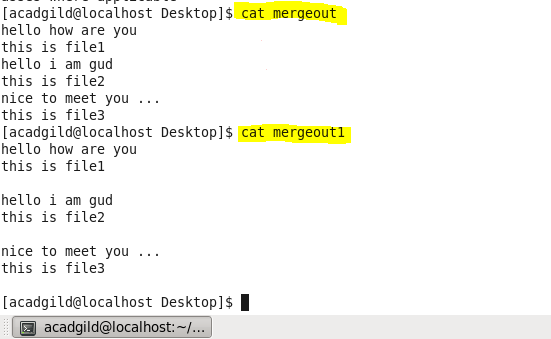 [acadgild@localhost Desktop]$ cat mergeout
hello how are you
this is file1
hello i am gud
this is file2
nice to meet you ...
this is file3
[acadgild@localhost Desktop]$ cat mergeout1
hello how are you
this is file1
hello i am gud
this is file2
nice to meet you ...
this is file3
[acadgild@localhost Desktop]$
acadgild@localhost:~/...